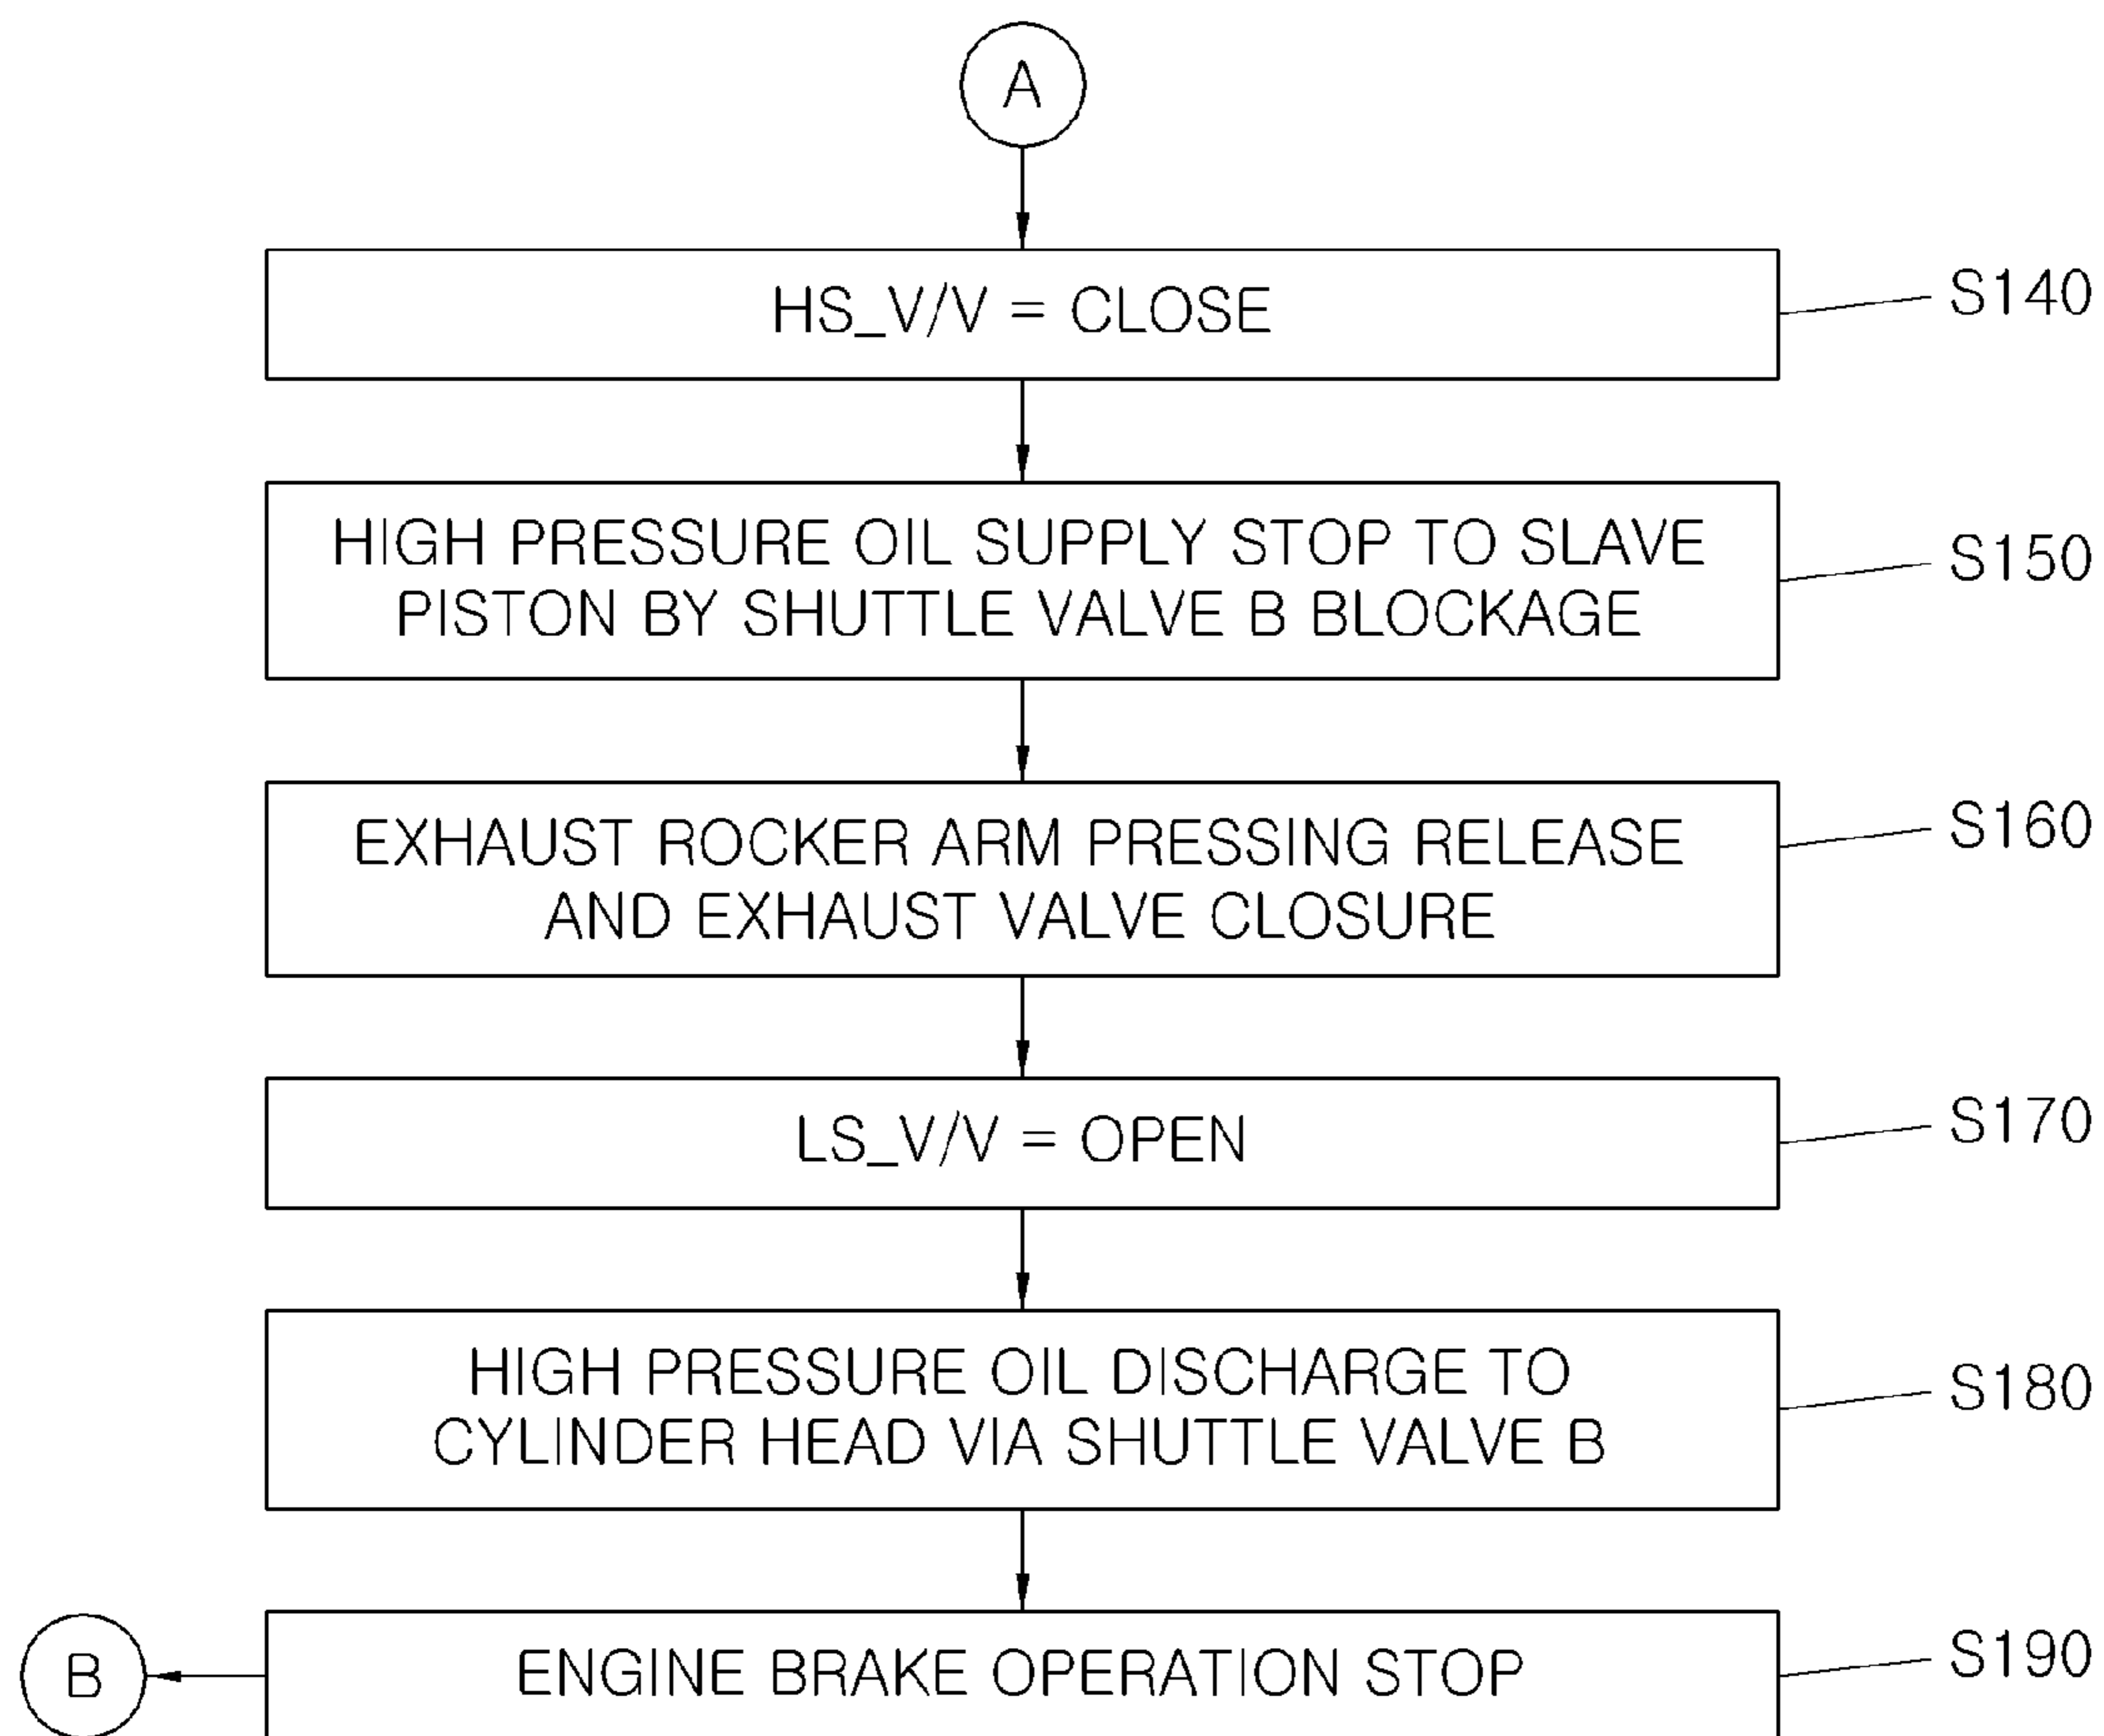 A
HS_V/V = CLOSE
S140
HIGH PRESSURE OIL SUPPLY STOP TO SLAVE
PISTON BY SHUTTLE VALVE B BLOCKAGE
S150
EXHAUST ROCKER ARM PRESSING RELEASE
AND EXHAUST VALVE CLOSURE
S160
LS_V/V = OPEN
S170
HIGH PRESSURE OIL DISCHARGE TO
CYLINDER HEAD VIA SHUTTLE VALVE B
S180
B
ENGINE BRAKE OPERATION STOP
S190